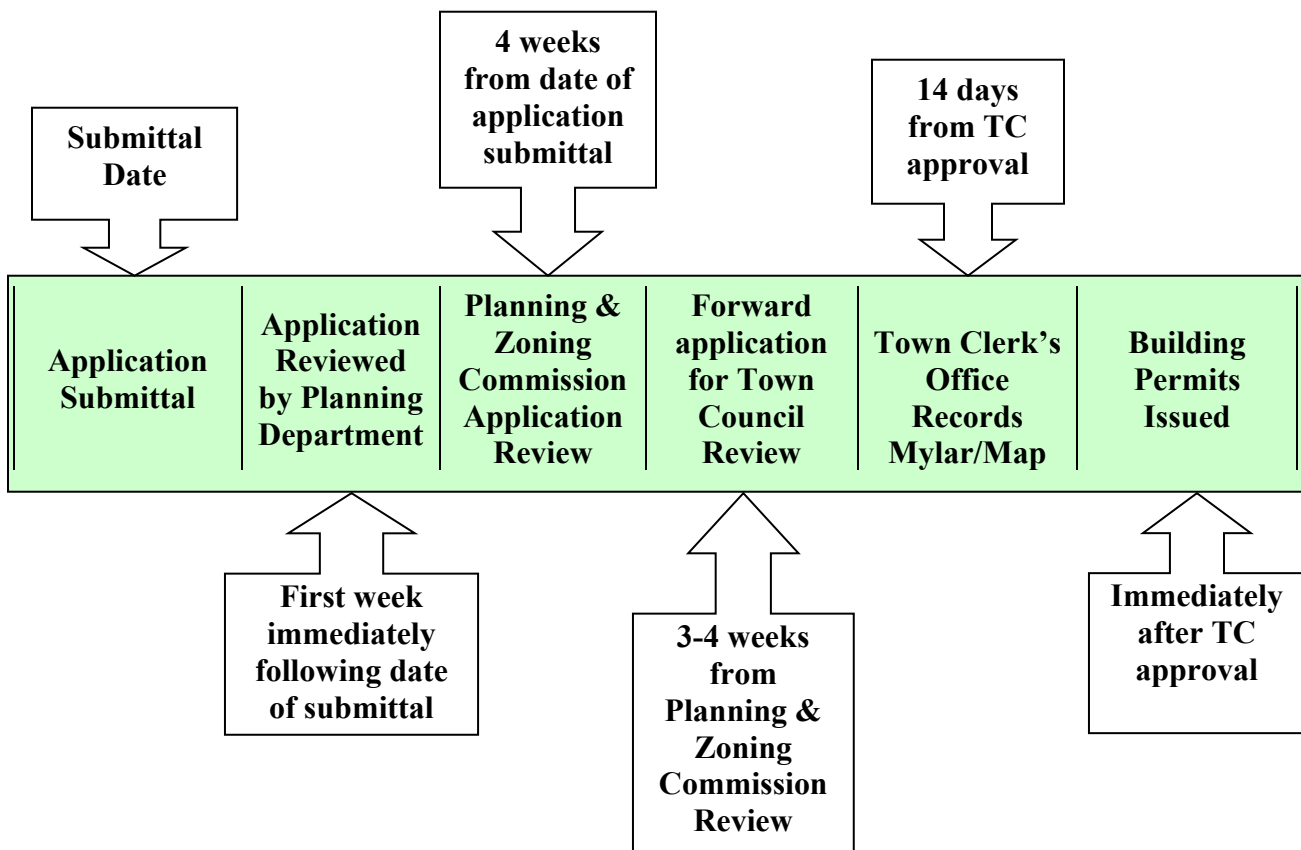 Submittal
Date
4 weeks
from date of
application
submittal
14 days
from TC
approval
Application
Submittal
Application
Reviewed
by Planning
Department
Planning &
Zoning
Commission
Application
Review
Forward
application
for Town
Council
Review
Town Clerk’s
Office
Records
Mylar/Map
Building
Permits
Issued
First week
immediately
following date
of submittal
3-4 weeks
from
Planning &
Zoning
Commission
Review
Immediately
after TC
approval